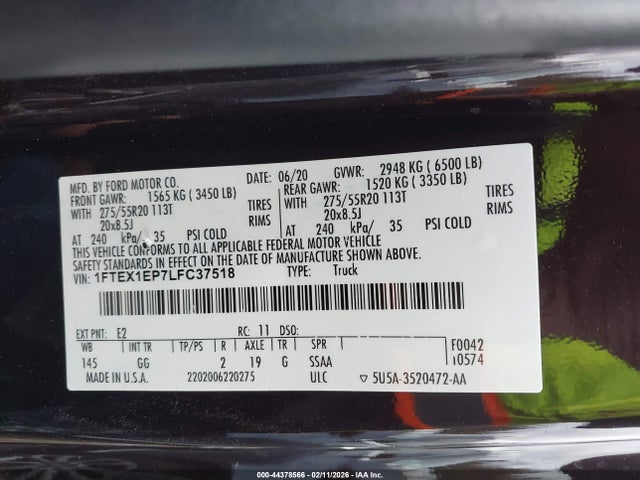 MFD. BY FORD MOTOR CO.
DATE: 06/20 GVWR: 2948 KG ( 6500 LB)
FRONT GAWR: 1565 KG ( 3450 LB)
REAR GAWR: 1520 KG ( 3350 LB)
WITH 275/55R20 113T TIRES
WITH 275/55R20 113T TIRES
20x8.5J RIMS
20x8.5J RIMS
AT 240 kPa/ 35 PSI COLD
AT 240 kPa/ 35 PSI COLD
THIS VEHICLE CONFORMS TO ALL APPLICABLE FEDERAL MOTOR VEHICLE
SAFETY STANDARDS IN EFFECT ON THE DATE OF MANUFACTURE SHOWN ABOVE.
VIN: 1FTEX1EP7LFC37518 TYPE: Truck
EXT PNT: E2 RC: 11 DSO:
WB INT TR TP/PS R AXLE TR SPR F0042
145 GG 2 19 G SSAA 10574
MADE IN U.S.A. 2202006220275 ULC ▽ 5U5A-3520472-AA
000-44378566 - 02/11/2026 - IAAI, Inc.